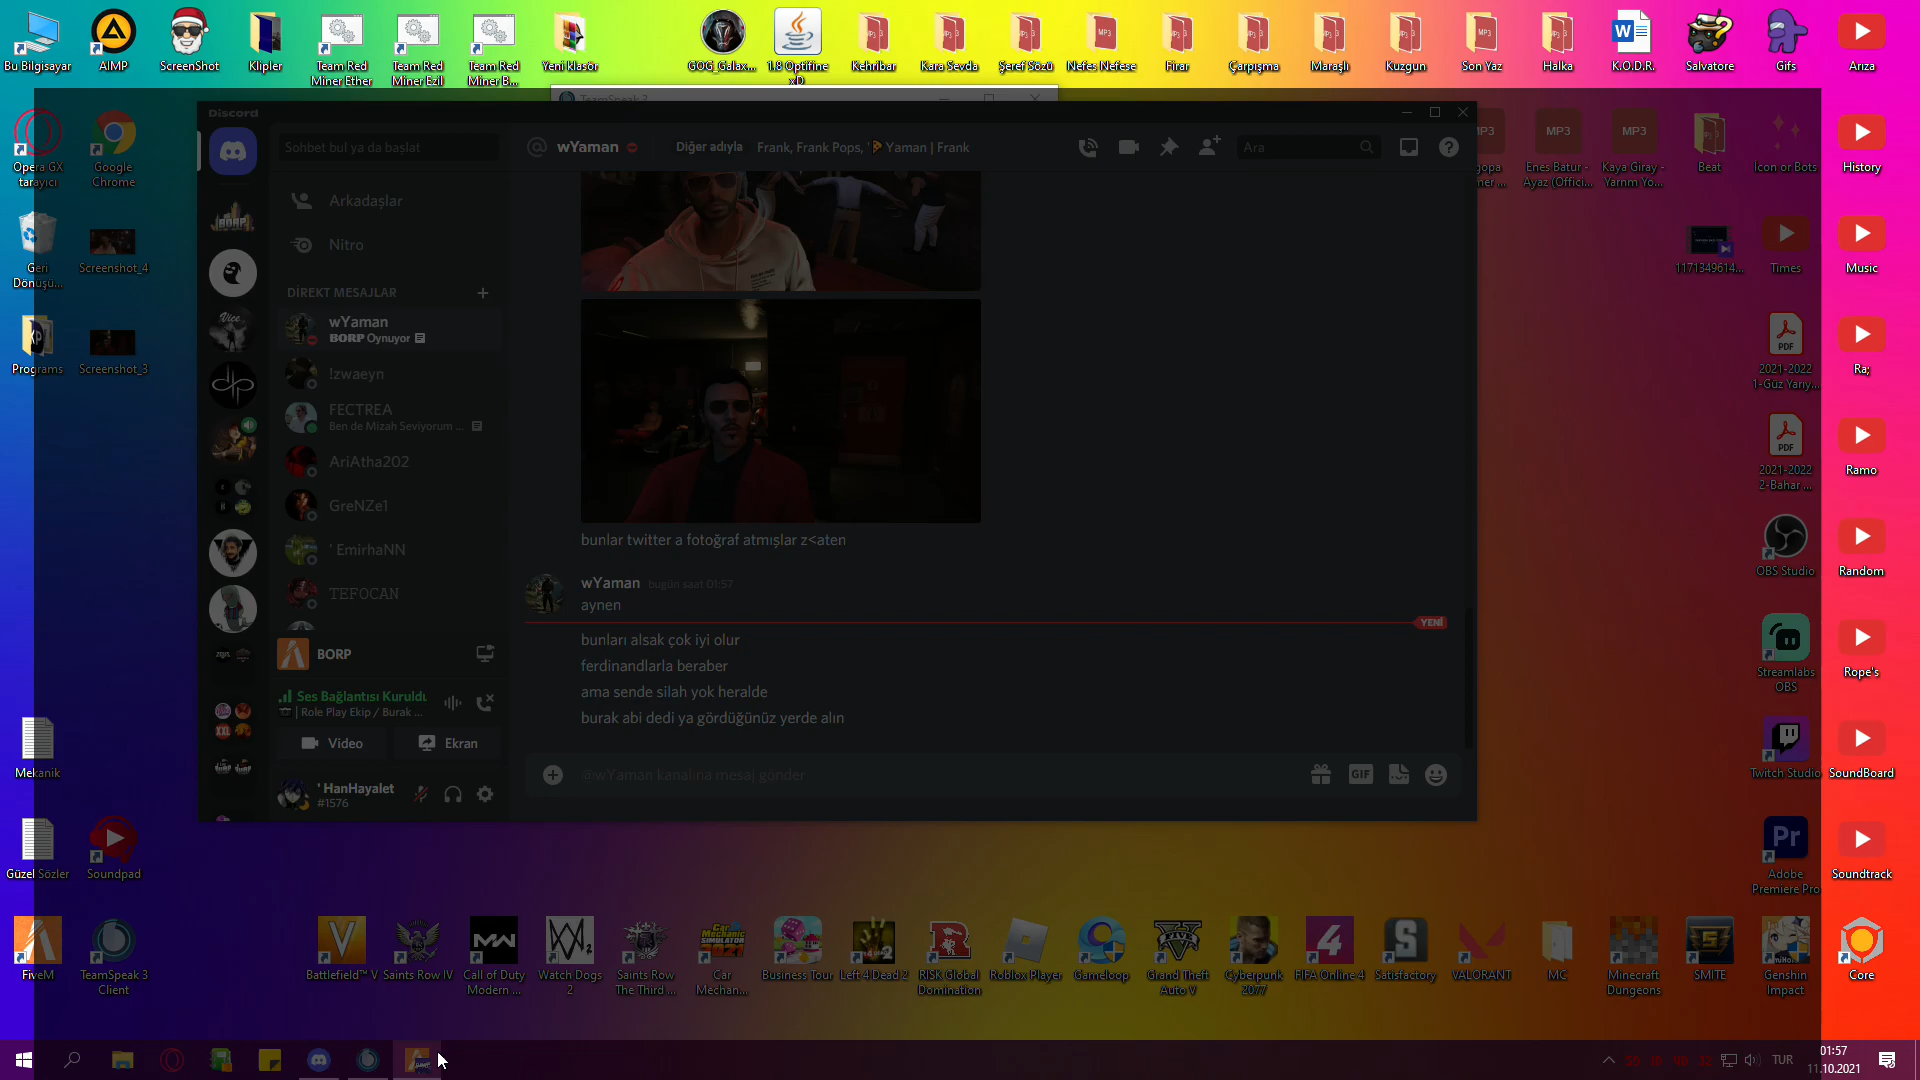 Bu Bilgisayar
AIMP
ScreenShot
Klipler
Team Red
Miner Ether
Team Red
Miner Ezil
Team Red
Miner B...
Yeni klasör
GOG_Galax...
1.8 Optifine
xD
Kehribar
Kara Sevda
Şeref Sözü
Nefes Nefese
Firar
Çarpışma
Maraşlı
Kuzgun
Son Yaz
Halka
K.O.D.R.
Salvatore
Gifs
Arıza
TeamSpeak 3
Discord
Opera GX
tarayıcı
Google
Chrome
Sohbet bul ya da başlat
wYaman
Diğer adıyla
Frank, Frank Pops,
Yaman | Frank
Ara
Enes Batur -
Ayaz (Offici...
Kaya Giray -
Yarım Yo...
Beat
Icon or Bots
History
Arkadaşlar
Nitro
DİREKT MESAJLAR
Geri
Dönüşü...
Screenshot_4
1171349614...
Times
Music
wYaman
BORP Oynuyor
!zwaeyn
FECTREA
Ben de Mizah Seviyorum ...
AriAtha202
GreNZe1
' EmirhaNN
TEFOCAN
Programs
Screenshot_3
PDF
2021-2022
1-Güz Yarıy...
Ra;
PDF
2021-2022
2-Bahar ...
Ramo
OBS Studio
Random
bunlar twitter a fotoğraf atmışlar z<aten
wYaman
bugün saat 01:57
aynen
YENİ
bunları alsak çok iyi olur
ferdinandlarla beraber
ama sende silah yok heralde
burak abi dedi ya gördüğünüz yerde alın
BORP
Ses Bağlantısı Kuruldu
| Role Play Ekip / Burak ...
Video
Ekran
' HanHayalet
#1576
@wYaman kanalına mesaj gönder
GIF
Streamlabs
OBS
Rope's
Mekanik
Twitch Studio
SoundBoard
Güzel Sözler
Soundpad
Pr
Adobe
Premiere Pro
Soundtrack
FiveM
TeamSpeak 3
Client
Battlefield™ V
Saints Row IV
Call of Duty
Modern ...
Watch Dogs
2
Saints Row
The Third ...
Car
Mechan...
Business Tour
Left 4 Dead 2
RISK Global
Domination
Roblox Player
Gameloop
Grand Theft
Auto V
Cyberpunk
2077
FIFA Online 4
Satisfactory
VALORANT
MC
Minecraft
Dungeons
SMITE
Genshin
Impact
Core
TUR
01:57
11.10.2021